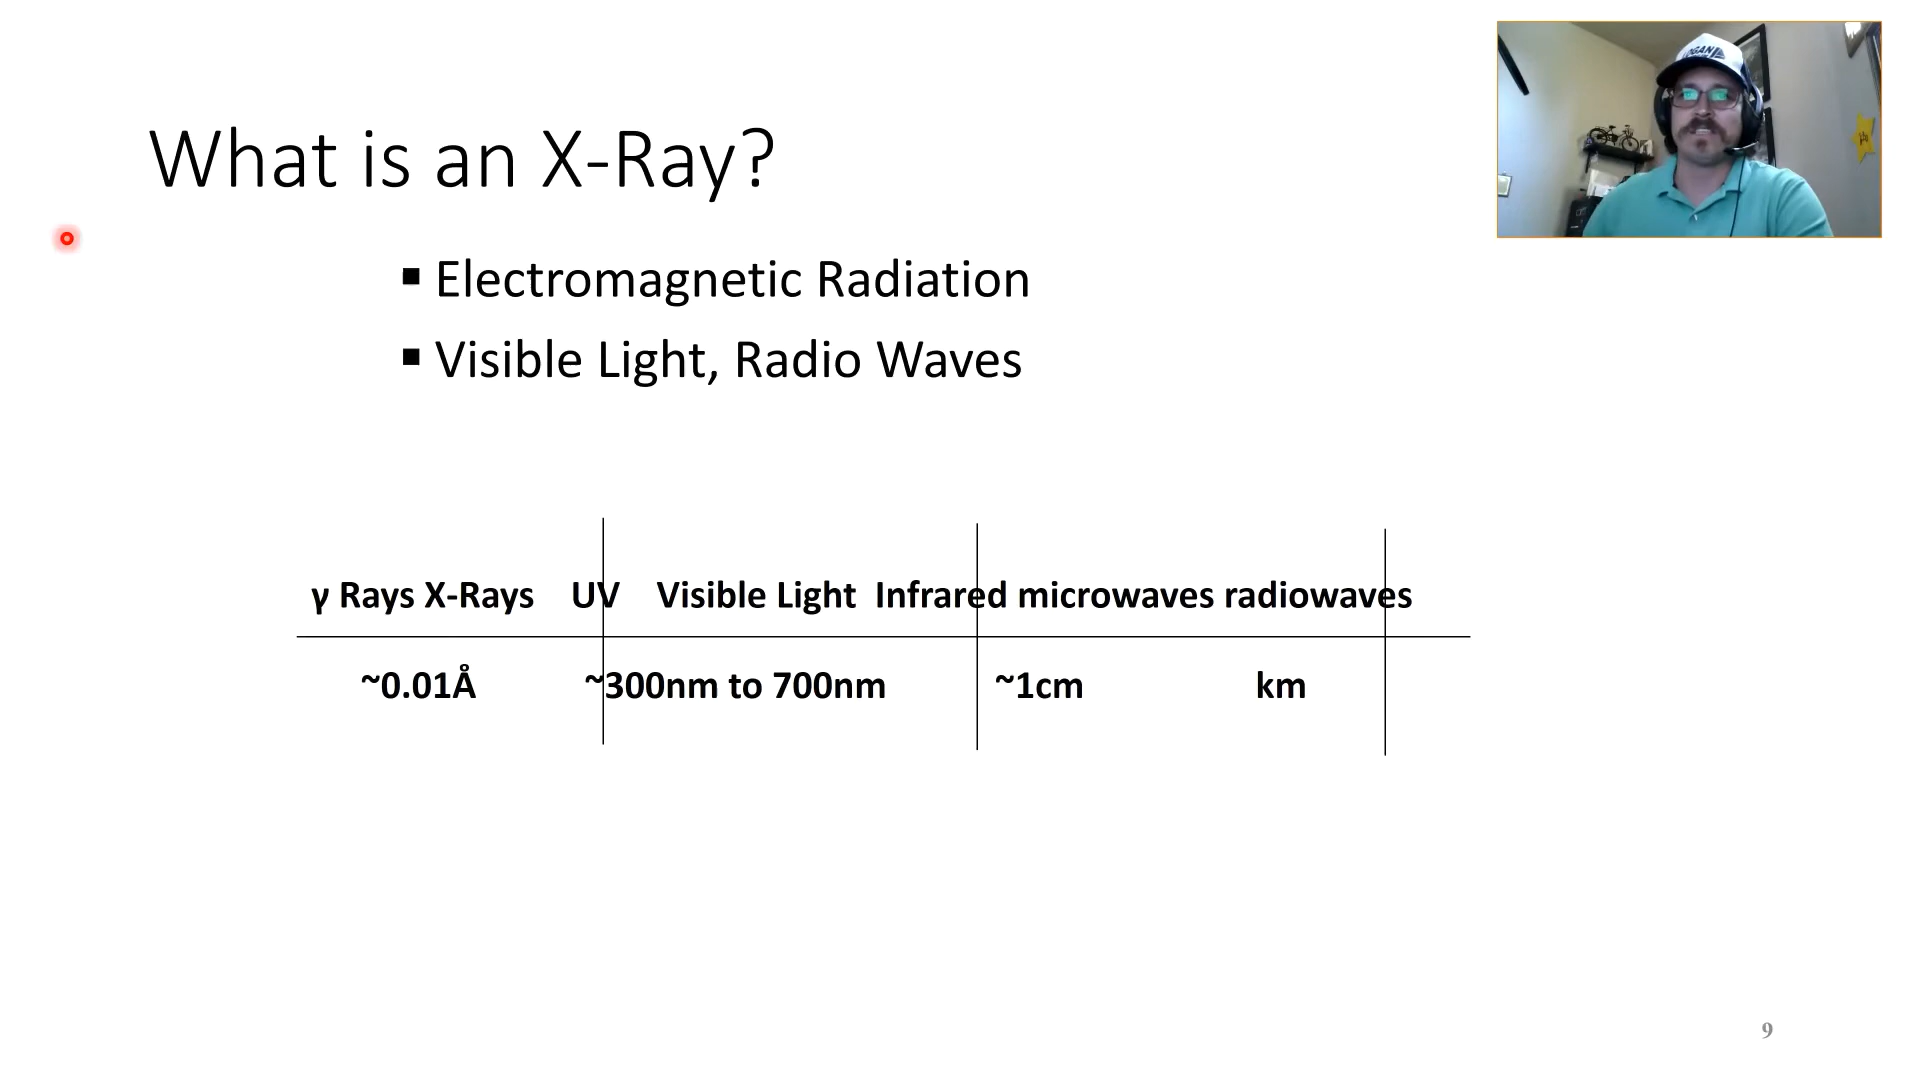 What is an X-Ray?
▪ Electromagnetic Radiation
▪ Visible Light, Radio Waves
γ Rays X-Rays UV Visible Light Infrared microwaves radiowaves
~0.01Å ~300nm to 700nm ~1cm km
9